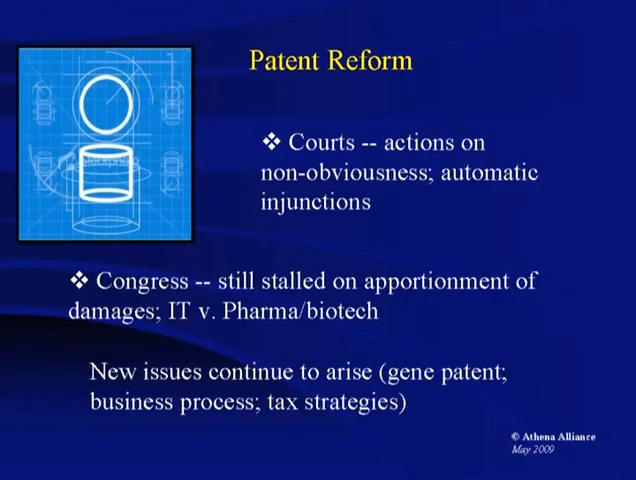 Patent Reform
❖ Courts -- actions on
non-obviousness; automatic
injunctions
❖ Congress -- still stalled on apportionment of
damages; IT v. Pharma/biotech
New issues continue to arise (gene patent;
business process; tax strategies)
© Athena Alliance
May 2009